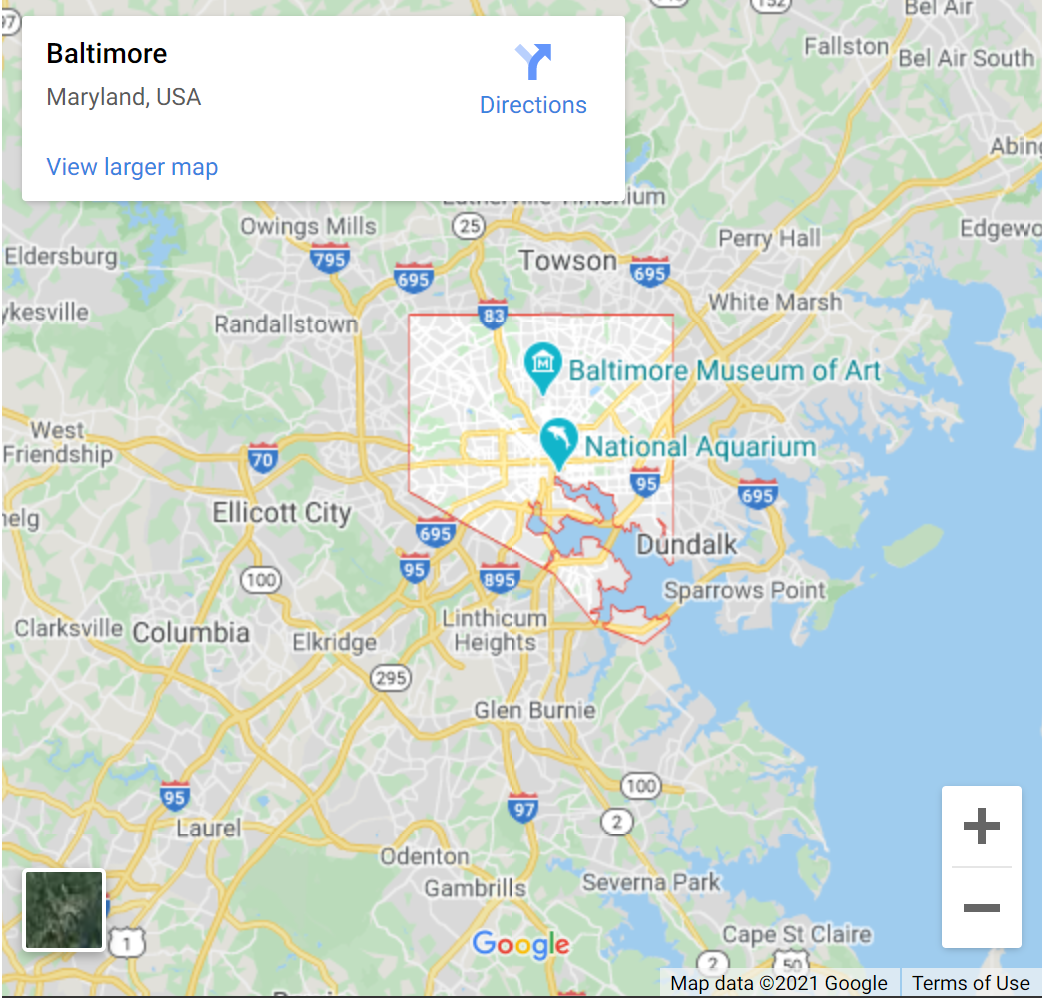 97
152
Bel Air
Baltimore
Maryland, USA
Directions
View larger map
Fallston
Bel Air South
Abing
Owings Mills
25
Perry Hall
Edgewo
Eldersburg
795
695
Towson
695
ykesville
83
White Marsh
Randallstown
Baltimore Museum of Art
West
Friendship
National Aquarium
70
95
695
Ellicott City
695
Dundalk
95
895
100
Sparrows Point
Clarksville
Columbia
Elkridge
Linthicum
Heights
295
Glen Burnie
100
95
97
2
Laurel
Odenton
Gambrills
Severna Park
1
Google
Cape St Claire
2
50
Map data ©2021 Google
Terms of Use